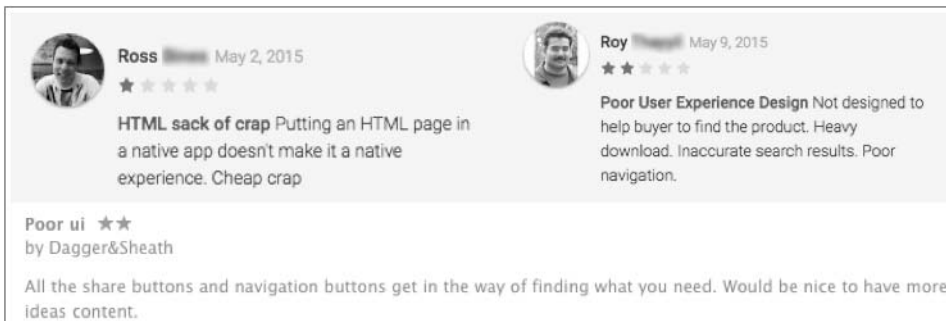 Ross May 2, 2015
HTML sack of crap Putting an HTML page in
a native app doesn't make it a native
experience. Cheap crap
Roy May 9, 2015
Poor User Experience Design Not designed to
help buyer to find the product. Heavy
download. Inaccurate search results. Poor
navigation.
Poor ui ★★
by Dagger&Sheath
All the share buttons and navigation buttons get in the way of finding what you need. Would be nice to have more
ideas content.